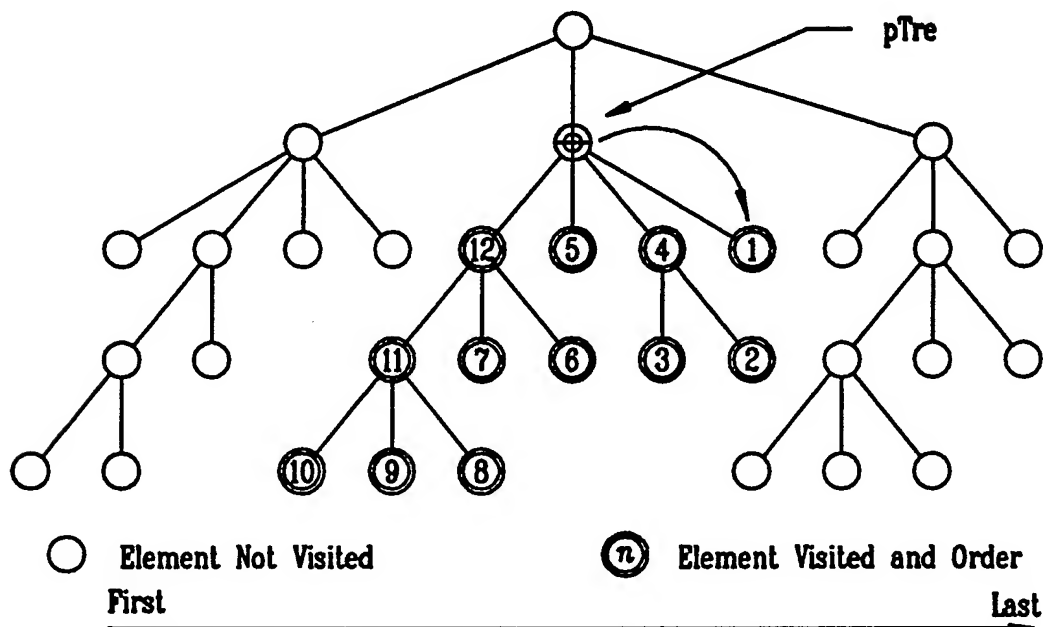 pTre
12 5 4 1
11 7 6 3 2
10 9 8
Element Not Visited
n Element Visited and Order
First Last